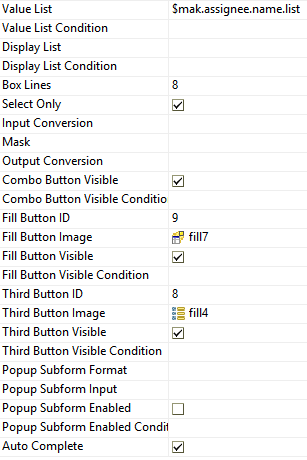 Value List $mak.assignee.name.list
Value List Condition
Display List
Display List Condition
Box Lines 8
Select Only
Input Conversion
Mask
Output Conversion
Combo Button Visible
Combo Button Visible Conditio
Fill Button ID 9
Fill Button Image fill7
Fill Button Visible
Fill Button Visible Condition
Third Button ID 8
Third Button Image fill4
Third Button Visible
Third Button Visible Condition
Popup Subform Format
Popup Subform Input
Popup Subform Enabled
Popup Subform Enabled Condit
Auto Complete